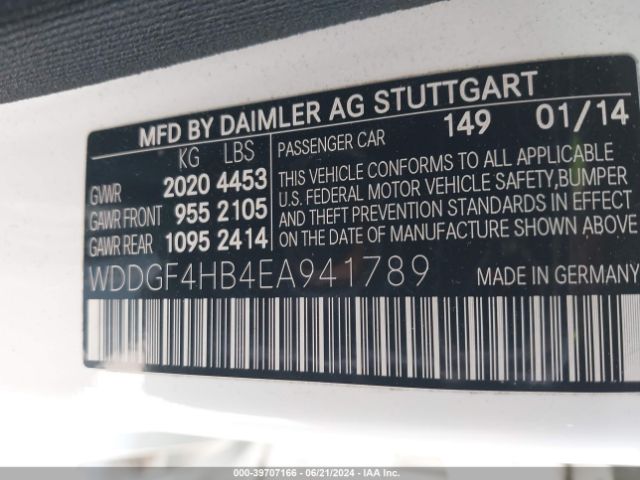 MFD BY DAIMLER AG STUTTGART
KG LBS
GVWR 2020 4453
GAWR FRONT 955 2105
GAWR REAR 1095 2414
PASSENGER CAR 149 01/14
THIS VEHICLE CONFORMS TO ALL APPLICABLE
U.S. FEDERAL MOTOR VEHICLE SAFETY, BUMPER
AND THEFT PREVENTION STANDARDS IN EFFECT
ON THE DATE OF MANUFACTURE SHOWN ABOVE
WDDGF4HB4EA941789 MADE IN GERMANY
000-39707166 - 06/21/2024 - IAA Inc.